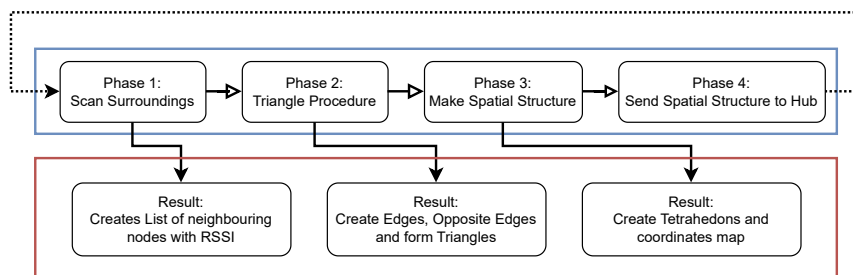 Phase 1:
Scan Surroundings
Phase 2:
Triangle Procedure
Phase 3:
Make Spatial Structure
Phase 4:
Send Spatial Structure to Hub
Result:
Creates List of neighbouring
nodes with RSSI
Result:
Create Edges, Opposite Edges
and form Triangles
Result:
Create Tetrahedons and
coordinates map